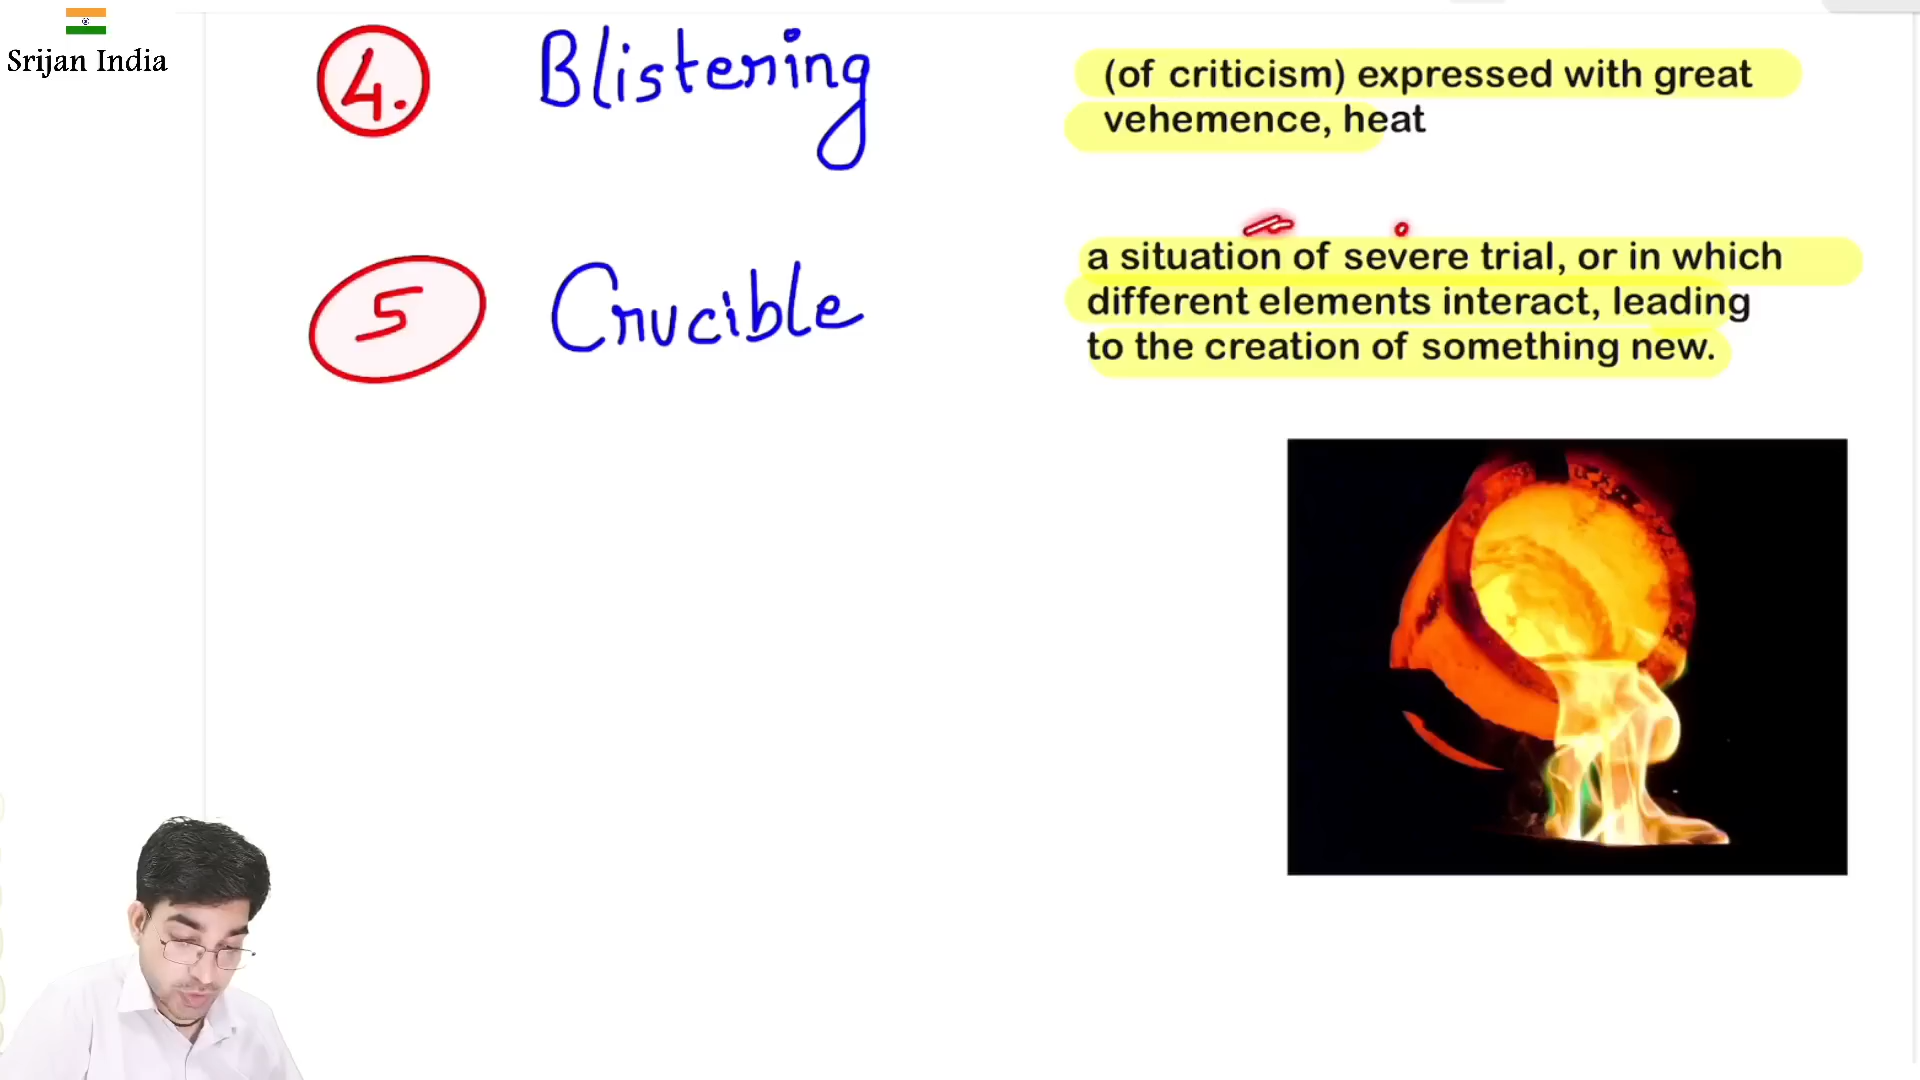 Srijan India
4. Blistering
(of criticism) expressed with great
vehemence, heat
5 Crucible
a situation of severe trial, or in which
different elements interact, leading
to the creation of something new.